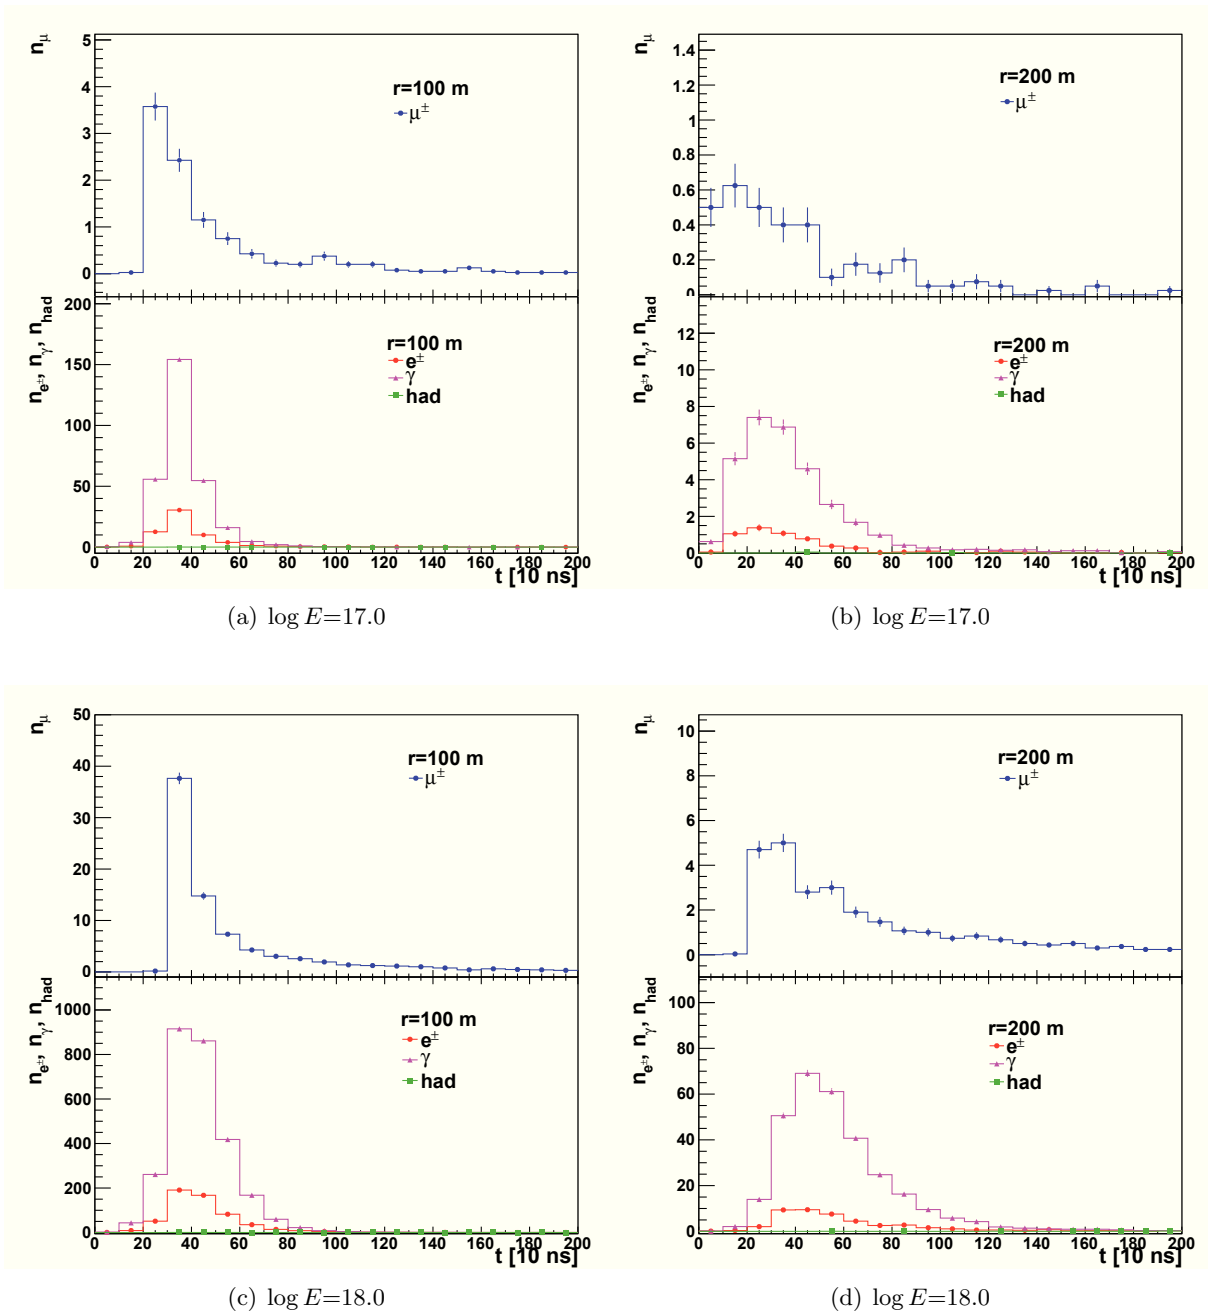 n_μ
5
4
3
2
1
0
r=100 m
μ^±
n_e±, n_γ, n_had
200
150
100
50
0
r=100 m
e^±
γ
had
0 20 40 60 80 100 120 140 160 180 200
t [10 ns]
(a) log E=17.0
n_μ
1.4
1.2
1
0.8
0.6
0.4
0.2
0
r=200 m
μ^±
n_e±, n_γ, n_had
12
10
8
6
4
2
0
r=200 m
e^±
γ
had
0 20 40 60 80 100 120 140 160 180 200
t [10 ns]
(b) log E=17.0
n_μ
50
40
30
20
10
0
r=100 m
μ^±
n_e±, n_γ, n_had
1000
800
600
400
200
0
r=100 m
e^±
γ
had
0 20 40 60 80 100 120 140 160 180 200
t [10 ns]
(c) log E=18.0
n_μ
10
8
6
4
2
0
r=200 m
μ^±
n_e±, n_γ, n_had
100
80
60
40
20
0
r=200 m
e^±
γ
had
0 20 40 60 80 100 120 140 160 180 200
t [10 ns]
(d) log E=18.0